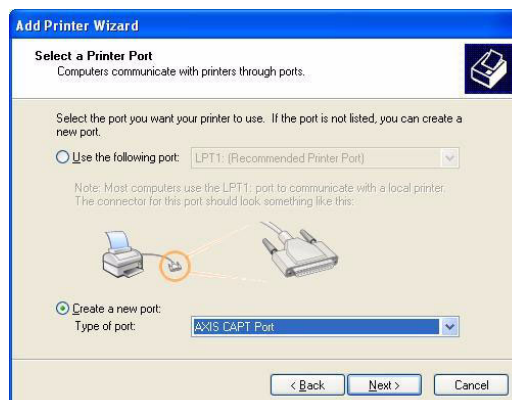 Add Printer Wizard
Select a Printer Port
Computers communicate with printers through ports.
Select the port you want your printer to use. If the port is not listed, you can create a
new port.
Use the following port: LPT1: (Recommended Printer Port)
Note: Most computers use the LPT1: port to communicate with a local printer.
The connector for this port should look something like this:
Create a new port:
Type of port: AXIS CAPT Port
< Back Next > Cancel